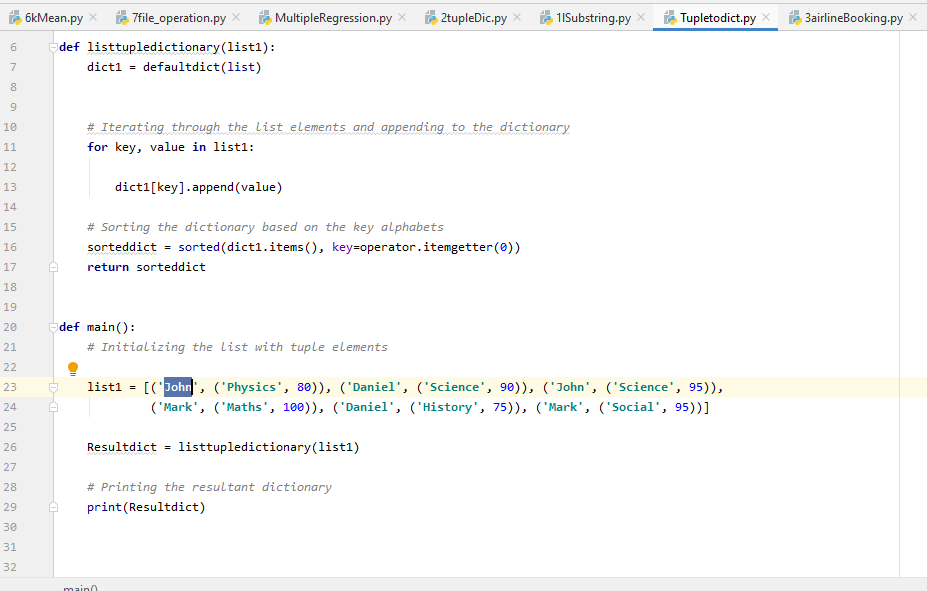 6kMean.py 7file_operation.py MultipleRegression.py 2tupleDic.py 1lSubstring.py Tupletodict.py 3airlineBooking.py
6 def listtupledictionary(list1):
7 dict1 = defaultdict(list)
8
9
10 # Iterating through the list elements and appending to the dictionary
11 for key, value in list1:
12
13 dict1[key].append(value)
14
15 # Sorting the dictionary based on the key alphabets
16 sorteddict = sorted(dict1.items(), key=operator.itemgetter(0))
17 return sorteddict
18
19
20 def main():
21 # Initializing the list with tuple elements
22
23 list1 = [('John', ('Physics', 80)), ('Daniel', ('Science', 90)), ('John', ('Science', 95)),
24 ('Mark', ('Maths', 100)), ('Daniel', ('History', 75)), ('Mark', ('Social', 95))]
25
26 Resultdict = listtupledictionary(list1)
27
28 # Printing the resultant dictionary
29 print(Resultdict)
30
31
32
main()